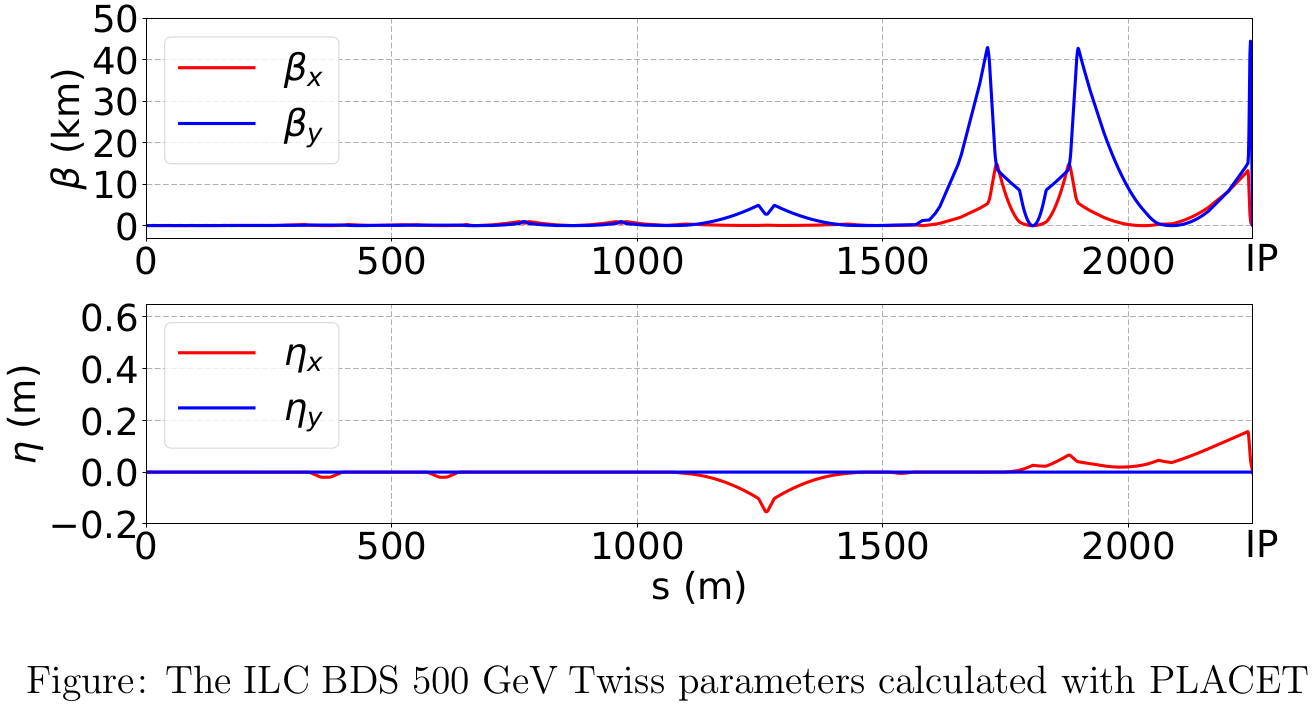 50
40
30
20
10
0
β (km)
βx
βy
0 500 1000 1500 2000 IP
0.6
0.4
0.2
0.0
−0.2
η (m)
ηx
ηy
0 500 1000 1500 2000 IP
s (m)
Figure: The ILC BDS 500 GeV Twiss parameters calculated with PLACET